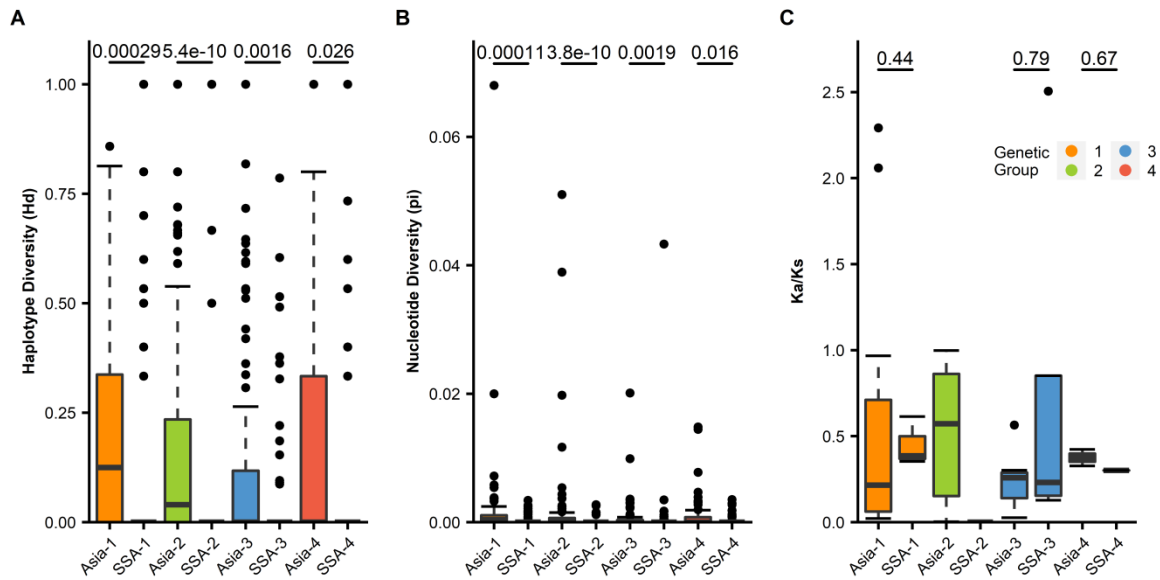 A
B
C
0.00029 5.4e-10 0.0016 0.026
0.00011 3.8e-10 0.0019 0.016
0.44 0.79 0.67
Haplotype Diversity (Hd)
1.00
0.75
0.50
0.25
0.00
Asia-1 SSA-1 Asia-2 SSA-2 Asia-3 SSA-3 Asia-4 SSA-4
Nucleotide Diversity (pi)
0.06
0.04
0.02
0.00
Asia-1 SSA-1 Asia-2 SSA-2 Asia-3 SSA-3 Asia-4 SSA-4
Ka/Ks
2.5
2.0
1.5
1.0
0.5
0.0
Asia-1 SSA-1 Asia-2 SSA-2 Asia-3 SSA-3 Asia-4 SSA-4
Genetic 1 3
Group 2 4